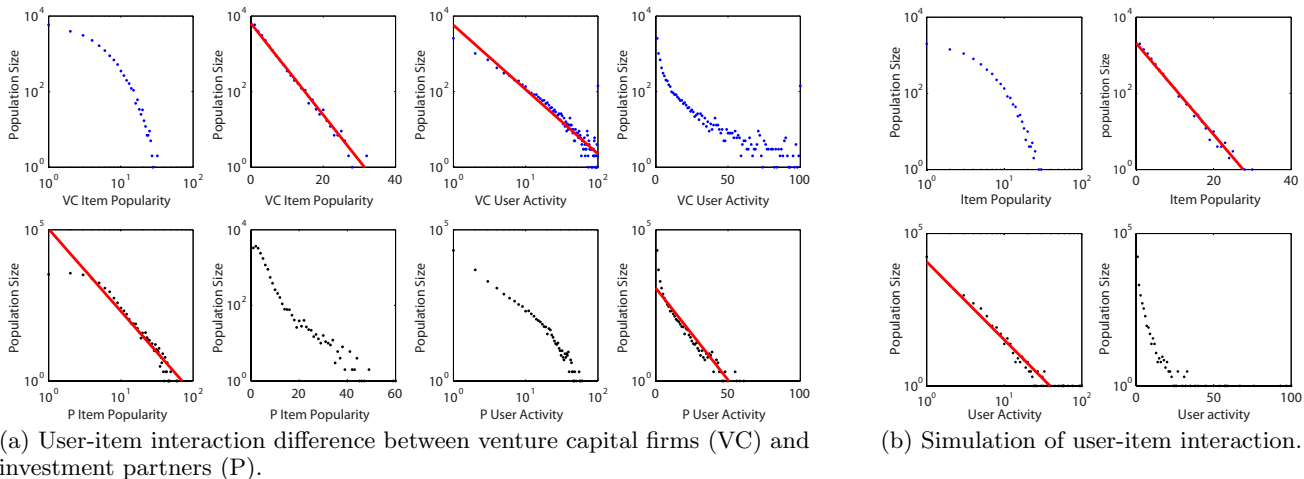 10^4
10^2
10^0
10^0
10^1
10^2
Population Size
VC Item Popularity
10^4
10^2
10^0
0
20
40
Population Size
VC Item Popularity
10^4
10^2
10^0
10^0
10^1
10^2
Population Size
VC User Activity
10^4
10^2
10^0
0
50
100
Population Size
VC User Activity
10^4
10^2
10^0
10^0
10^1
10^2
Population Size
Item Popularity
10^4
10^2
10^0
0
20
40
population Size
Item Popularity
10^5
10^0
10^0
10^1
10^2
Population Size
P Item Popularity
10^4
10^2
10^0
0
20
40
60
Population Size
P Item Popularity
10^5
10^0
10^0
10^1
10^2
Population Size
P User Activity
10^5
10^0
0
50
100
Population Size
P User Activity
10^5
10^0
10^0
10^1
10^2
Population Size
User Activity
10^5
10^0
0
50
100
Population Size
User activity
(a) User-item interaction difference between venture capital firms (VC) and
investment partners (P).
(b) Simulation of user-item interaction.